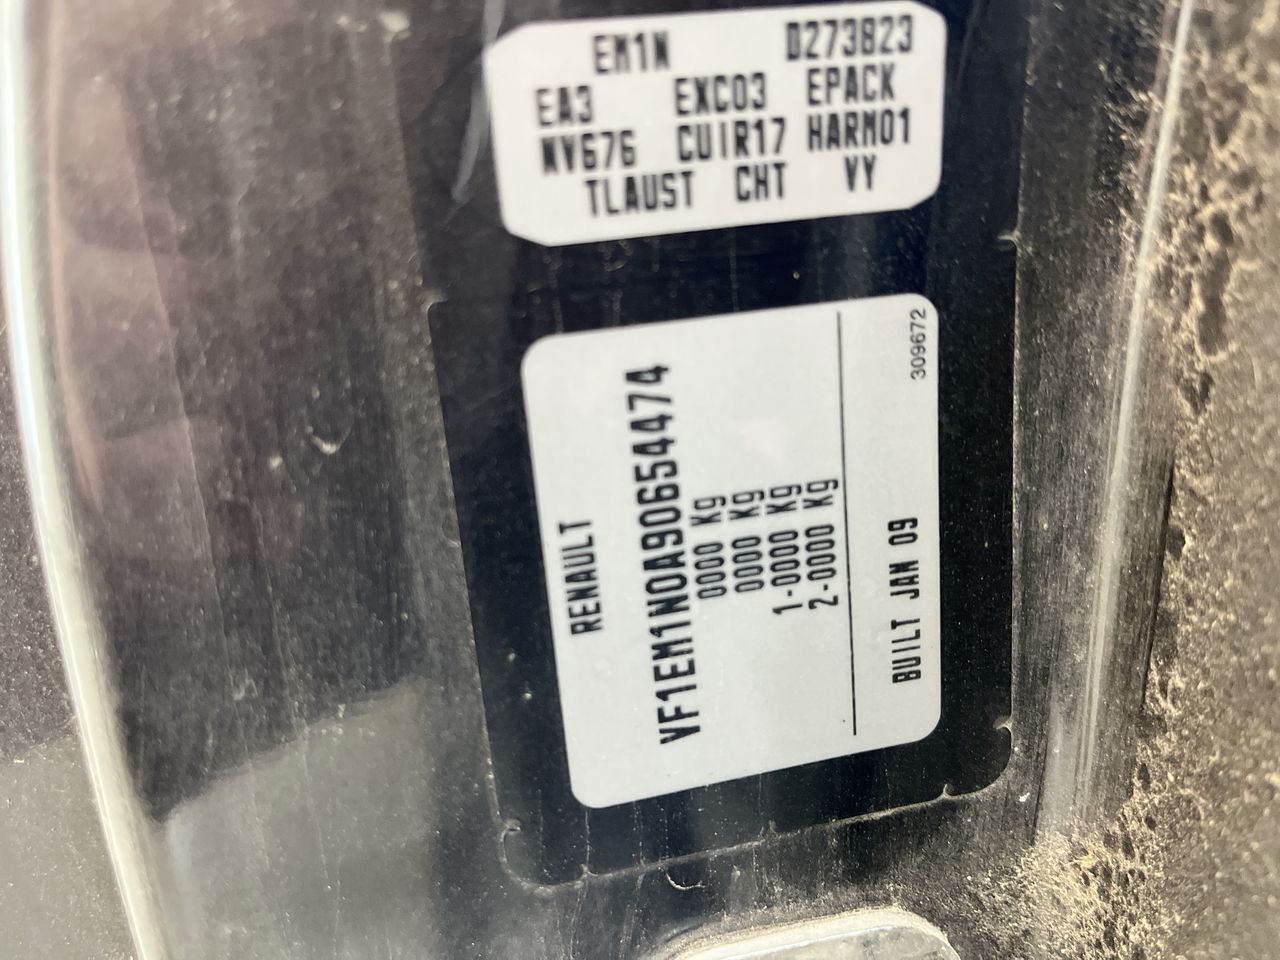 EM1N D273823
EA3 EXC03 EPACK
NV676 CUIR17 HARM01
TLAUST CHT VY
RENAULT
VF1EM1N0A90654474
0000 Kg
0000 Kg
1-0000 Kg
2-0000 Kg
BUILT JAN 09
309672